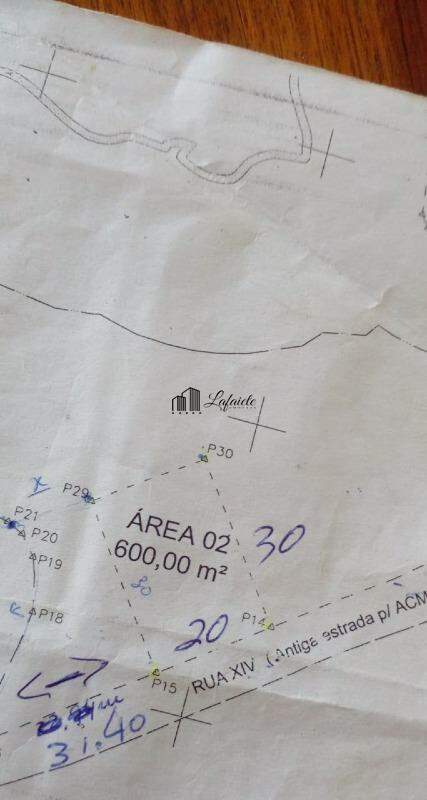 Lafaiete
P30
P29
P21
P20
P19
P18
ÁREA 02
600,00 m²
30
20
P14
P15
RUA XIV (Antiga estrada p/ ACM
31.40